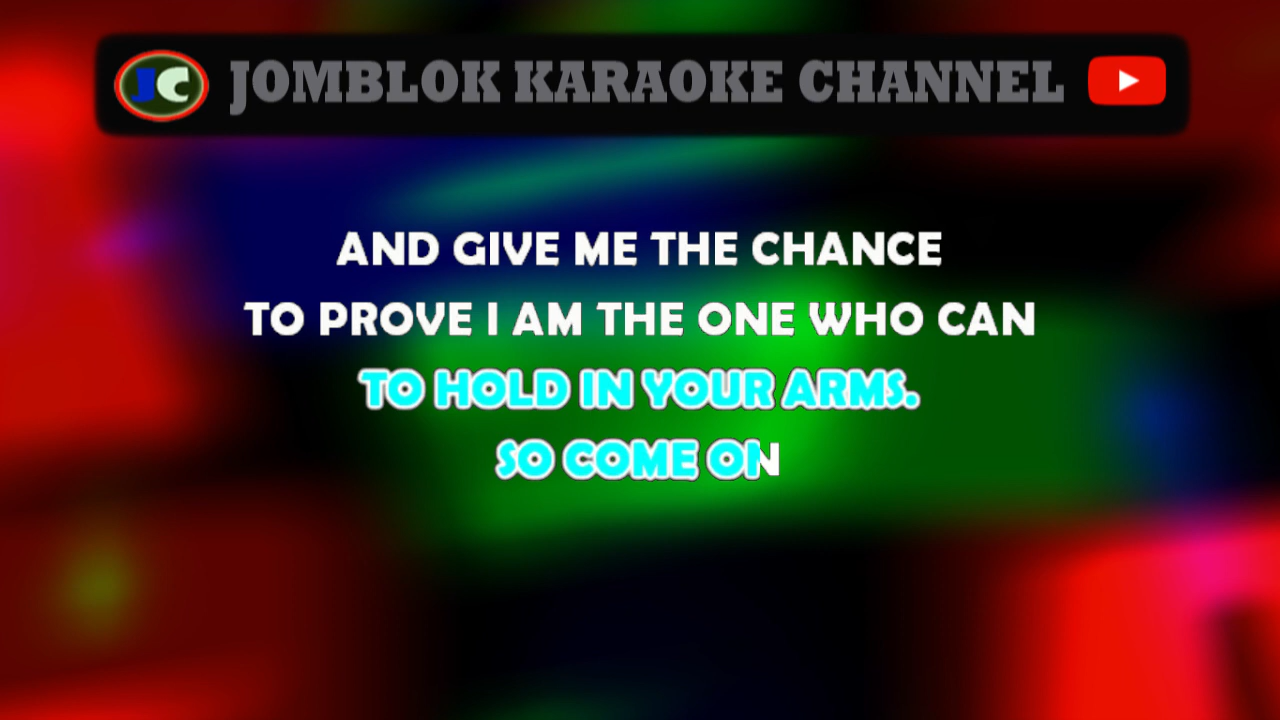 JC JOMBLOK KARAOKE CHANNEL
AND GIVE ME THE CHANCE
TO PROVE I AM THE ONE WHO CAN
TO HOLD IN YOUR ARMS.
SO COME ON